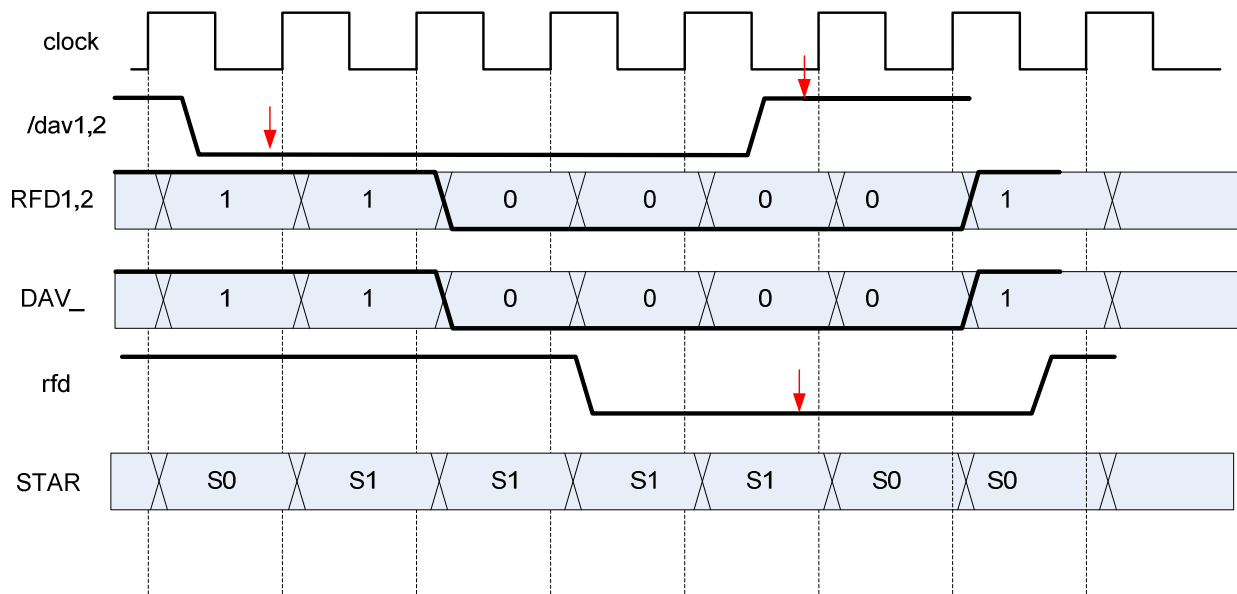 clock
/dav1,2
RFD1,2 1 1 0 0 0 0 1
DAV_ 1 1 0 0 0 0 1
rfd
STAR S0 S1 S1 S1 S1 S0 S0